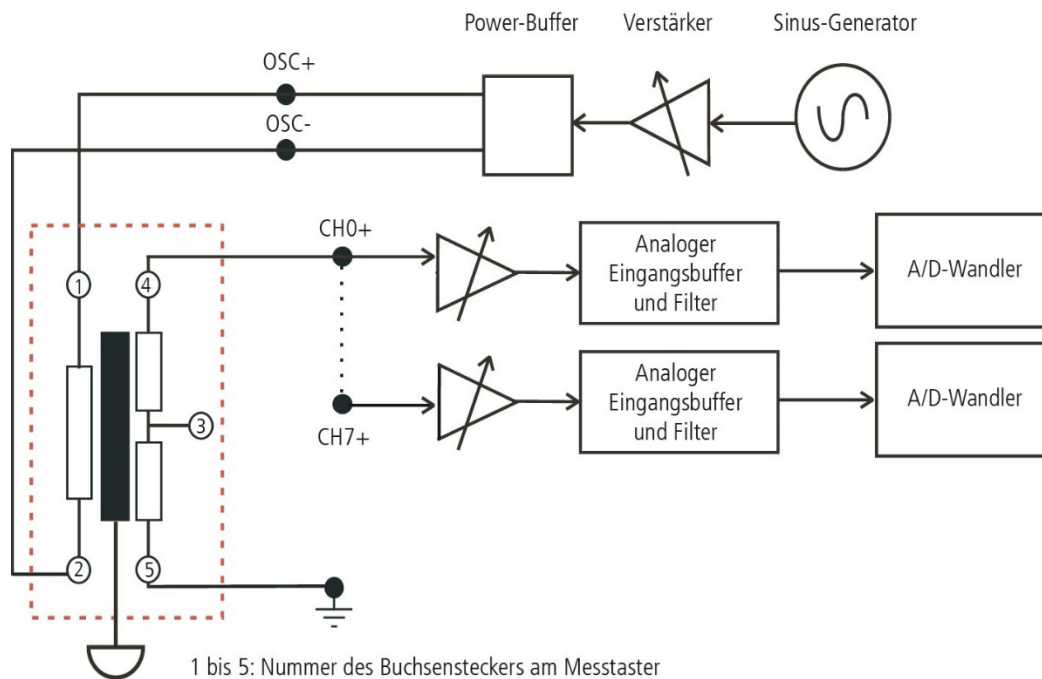 Power-Buffer
Verstärker
Sinus-Generator
OSC+
OSC-
CH0+
Analoger
Eingangsbuffer
und Filter
A/D-Wandler
1
4
3
CH7+
Analoger
Eingangsbuffer
und Filter
A/D-Wandler
2
5
1 bis 5: Nummer des Buchsensteckers am Messtaster